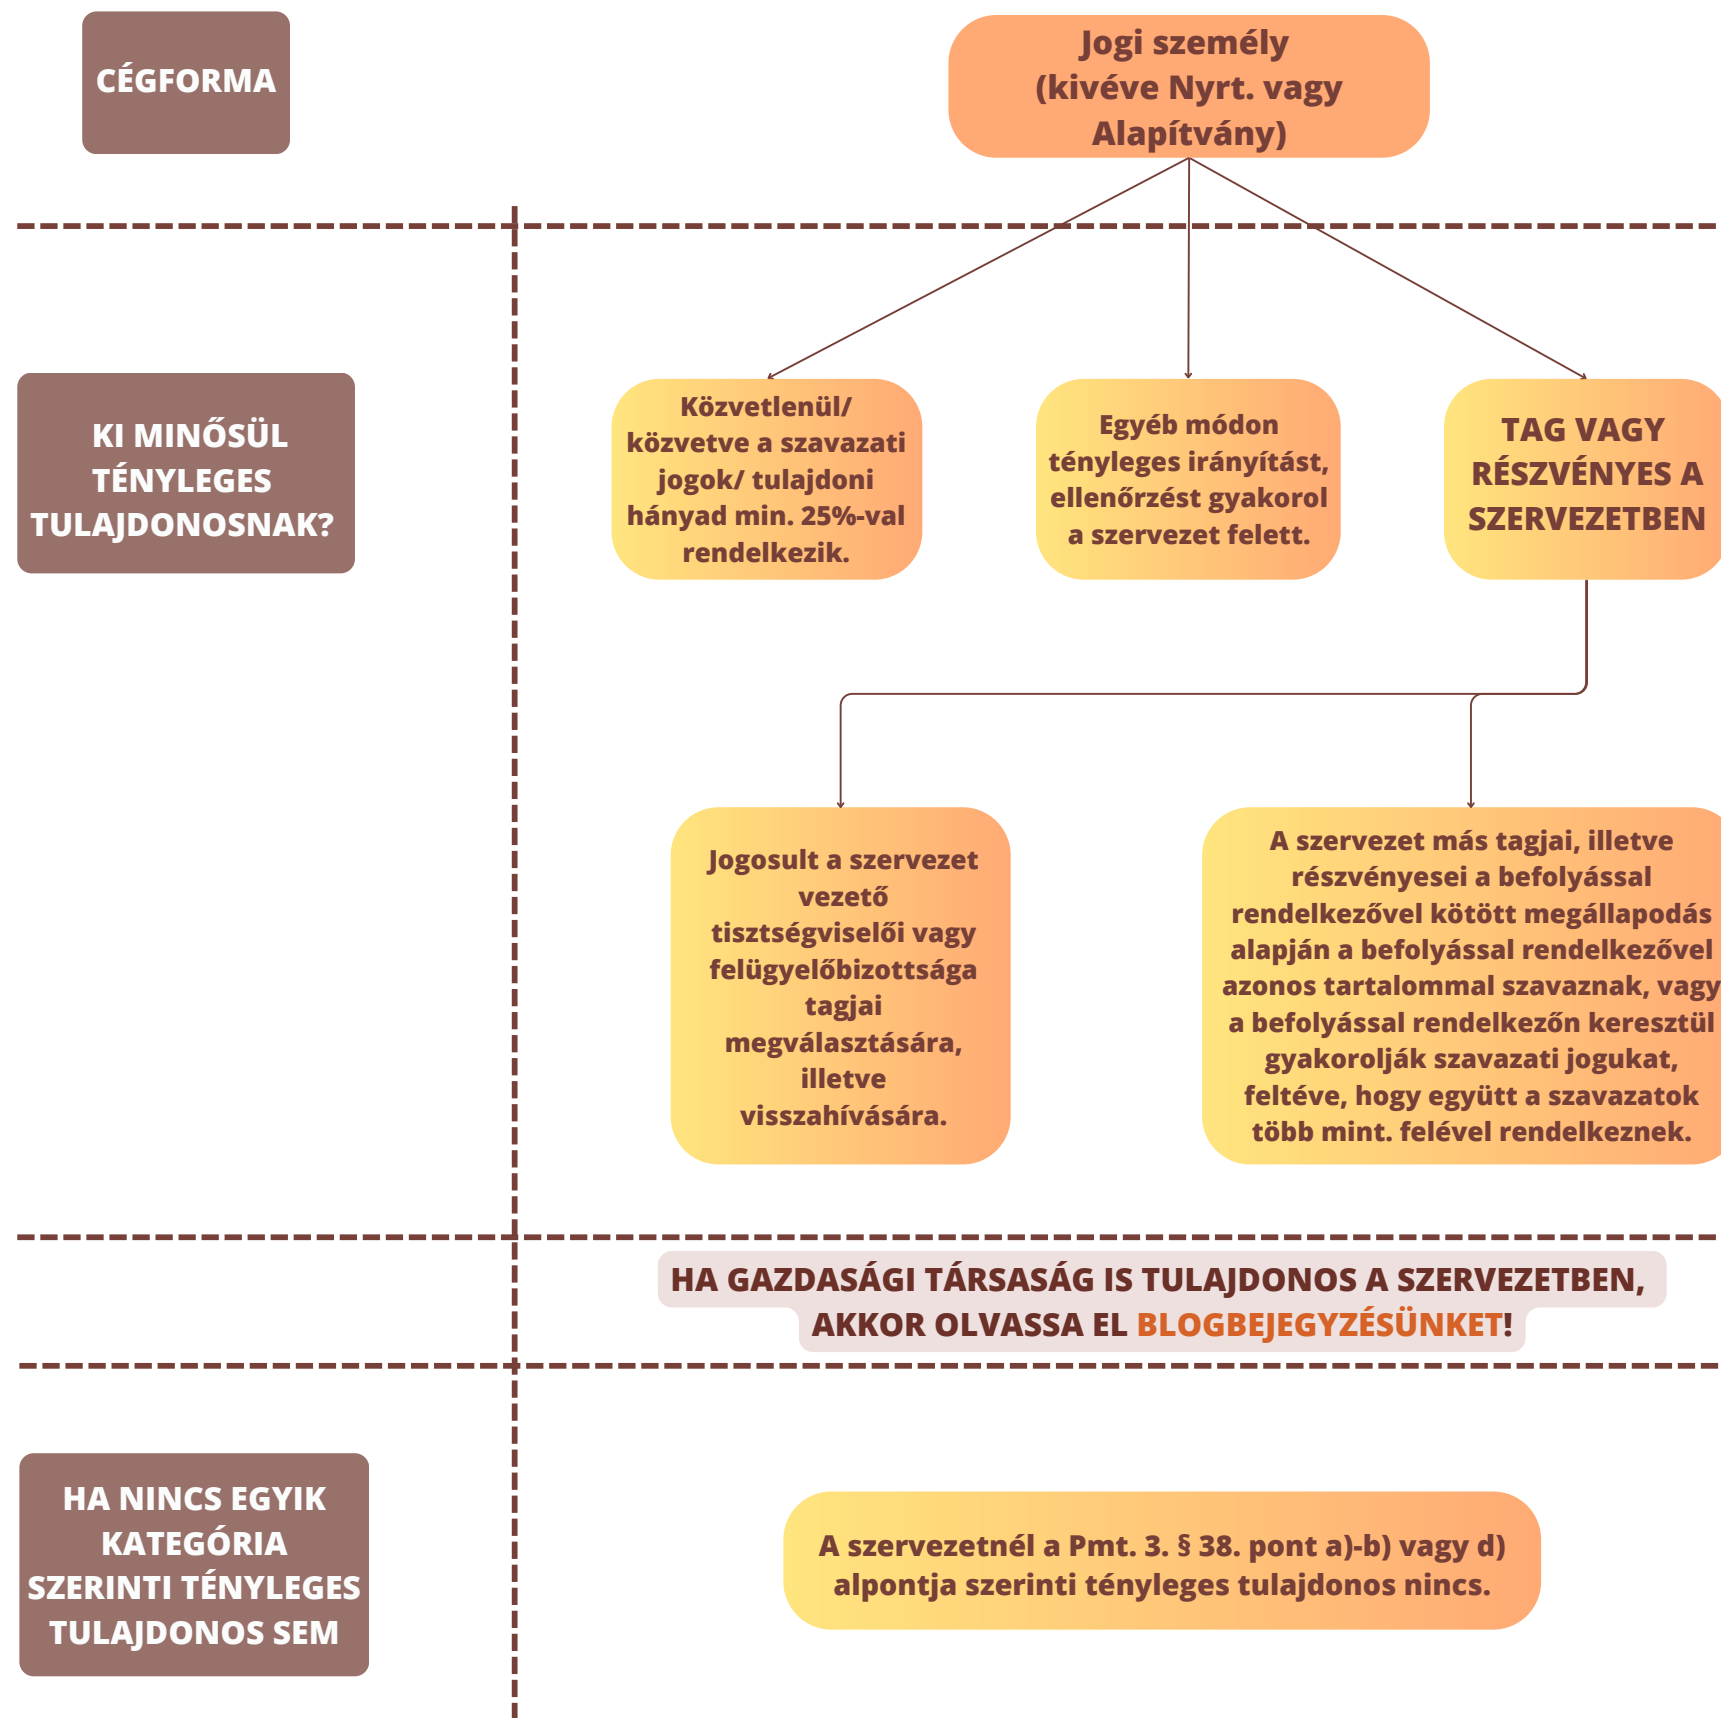 CÉGFORMA
Jogi személy
(kivéve Nyrt. vagy
Alapítvány)
KI MINŐSÜL
TÉNYLEGES
TULAJDONOSNAK?
Közvetlenül/
közvetve a szavazati
jogok/ tulajdoni
hányad min. 25%-val
rendelkezik.
Egyéb módon
tényleges irányítást,
ellenőrzést gyakorol
a szervezet felett.
TAG VAGY
RÉSZVÉNYES A
SZERVEZETBEN
Jogosult a szervezet
vezető
tisztségviselői vagy
felügyelőbizottsága
tagjai
megválasztására,
illetve
visszahívására.
A szervezet más tagjai, illetve
részvényesei a befolyással
rendelkezővel kötött megállapodás
alapján a befolyással rendelkezővel
azonos tartalommal szavaznak, vagy
a befolyással rendelkezőn keresztül
gyakorolják szavazati jogukat,
feltéve, hogy együtt a szavazatok
több mint. felével rendelkeznek.
HA GAZDASÁGI TÁRSASÁG IS TULAJDONOS A SZERVEZETBEN,
AKKOR OLVASSA EL BLOGBEJEGYZÉSÜNKET!
HA NINCS EGYIK
KATEGÓRIA
SZERINTI TÉNYLEGES
TULAJDONOS SEM
A szervezetnél a Pmt. 3. § 38. pont a)-b) vagy d)
alpontja szerinti tényleges tulajdonos nincs.